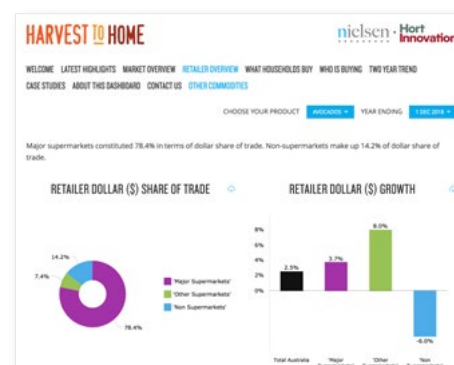 HARVEST TO HOME
nielsen
Hort Innovation
WELCOME LATEST HIGHLIGHTS MARKET OVERVIEW RETAILER OVERVIEW WHAT HOUSEHOLDS BUY WHO IS BUYING TWO YEAR TREND
CASE STUDIES ABOUT THIS DASHBOARD CONTACT US OTHER COMMODITIES
CHOOSE YOUR PRODUCT AVOCADOS YEAR ENDING 1 DEC 2018
Major supermarkets constituted 78.4% in terms of dollar share of trade. Non-supermarkets make up 14.2% of dollar share of
trade.
RETAILER DOLLAR ($) SHARE OF TRADE
14.2%
7.4%
78.4%
'Major Supermarkets'
'Other Supermarkets'
'Non Supermarkets'
RETAILER DOLLAR ($) GROWTH
8%
6%
4%
2%
0%
2.5%
3.7%
8.0%
-6.0%
Total Australia 'Major 'Other 'Non